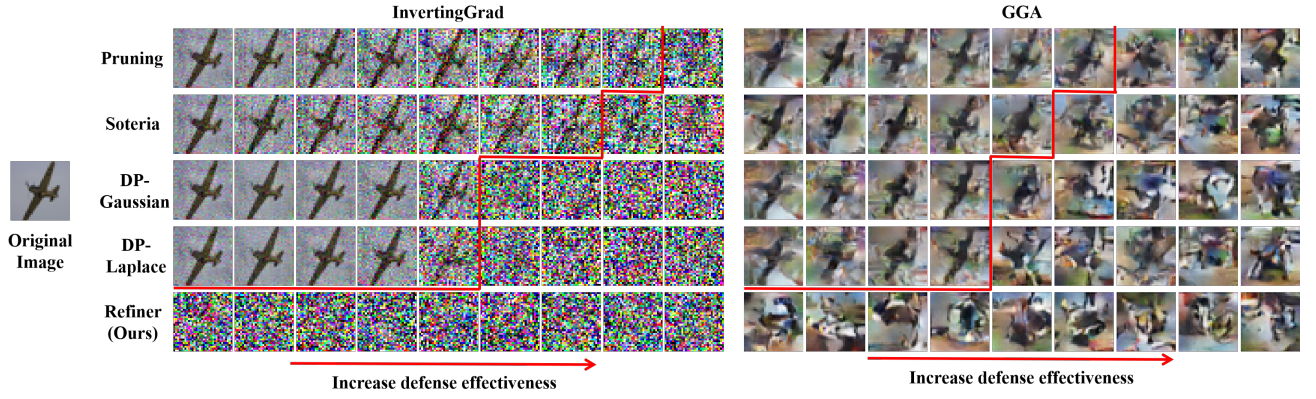 InvertingGrad
GGA
Pruning
Soteria
DP-
Gaussian
DP-
Laplace
Refiner
(Ours)
Original
Image
Increase defense effectiveness
Increase defense effectiveness